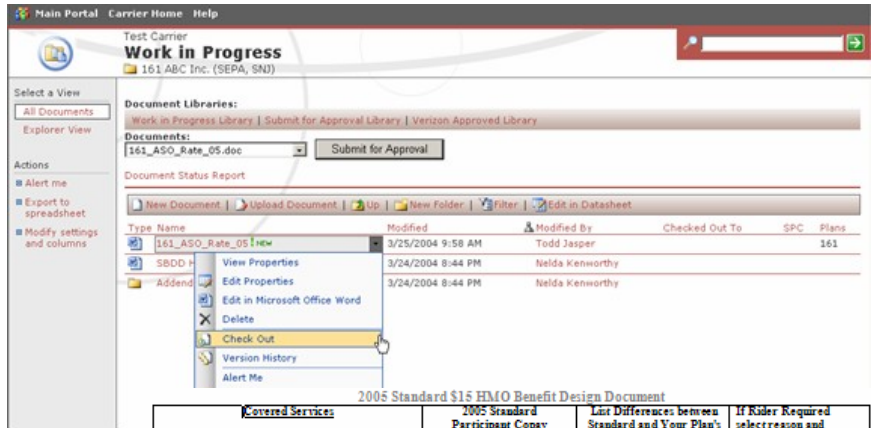 Main Portal Carrier Home Help
Test Carrier
Work in Progress
161 ABC Inc. (SEPA, SNJ)
Select a View
All Documents
Explorer View
Actions
Alert me
Export to
spreadsheet
Modify settings
and columns
Document Libraries:
Work in Progress Library | Submit for Approval Library | Verizon Approved Library
Documents:
161_ASO_Rate_05.doc Submit for Approval
Document Status Report
New Document | Upload Document | Up | New Folder | Filter | Edit in Datasheet
Type Name Modified Modified By Checked Out To SPC Plans
161_ASO_Rate_05 ! NEW 3/25/2004 9:58 AM Todd Jasper 161
SBDD H 3/24/2004 8:44 PM Nelda Kenworthy
Addend 3/24/2004 8:44 PM Nelda Kenworthy
View Properties
Edit Properties
Edit in Microsoft Office Word
Delete
Check Out
Version History
Alert Me
2005 Standard $15 HMO Benefit Design Document
Covered Services 2005 Standard List Differences between If Rider Required
Participant Copay Standard and Your Plan's select reason and